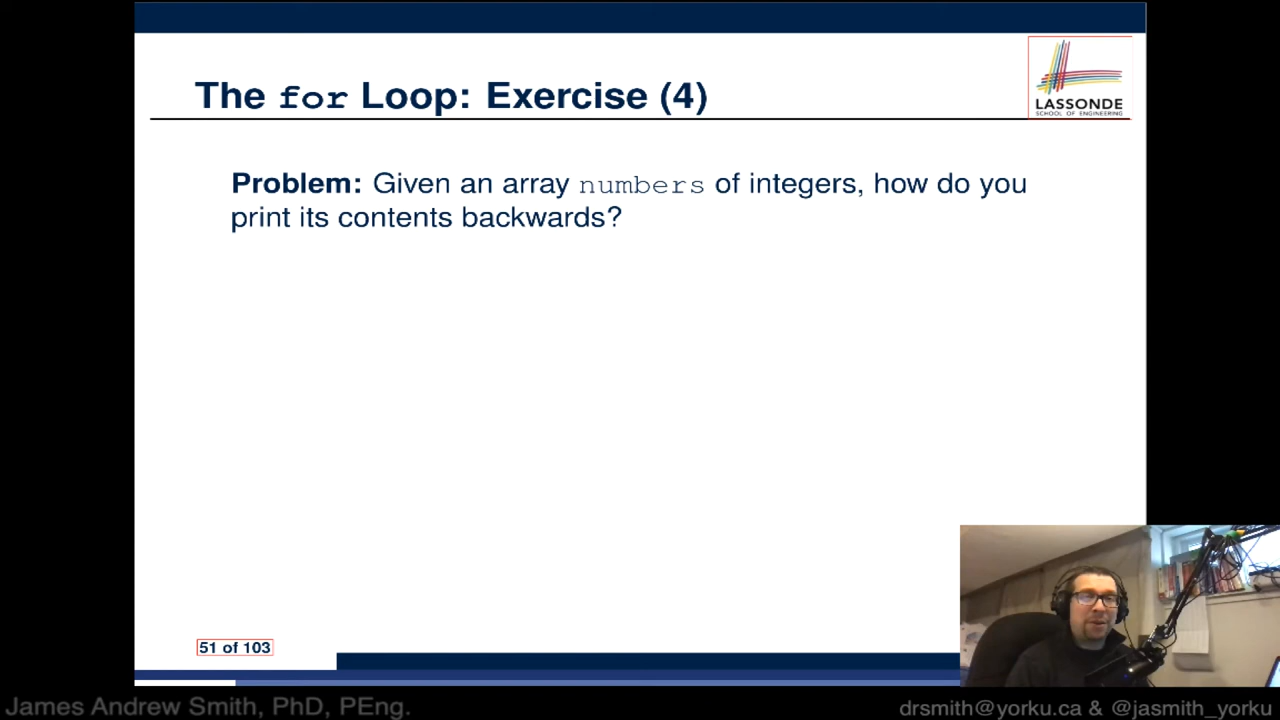 The for Loop: Exercise (4)
LASSONDE
SCHOOL OF ENGINEERING
Problem: Given an array numbers of integers, how do you
print its contents backwards?
51 of 103
James Andrew Smith, PhD, PEng.
drsmith@yorku.ca & @jasmith_yorku